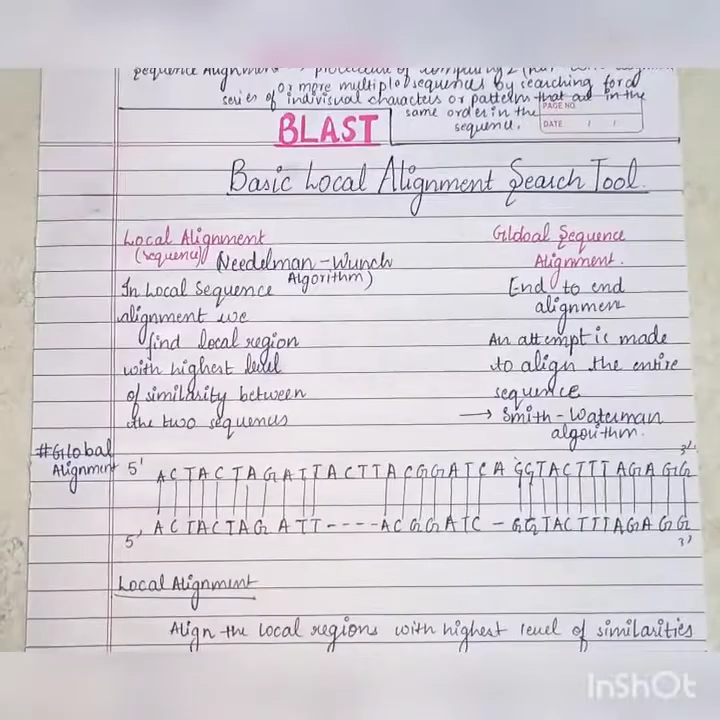 sequence Alignment → procedure of comparing 2
or more multiple sequences by searching for a
series of indivisual characters or pattern that are in the
same order in the
sequence.
PAGE NO.
DATE / /
BLAST
Basic Local Alignment Search Tool.
Local Alignment
(sequence)
Needelman-Wunch
Algorithm)
In Local Sequence
alignment we
find local region
with highest level
of similarity between
the two sequences
Global Sequence
Alignment.
End to end
alignment
An attempt is made
to align the entire
sequence
→ Smith-Waterman
algorithm.
#Global
Alignment
5' ACTACTAGATTACTTACGGATCAGGTACTTTAGAGG 3'
5' ACTACTAGATT----ACGGATC-GGTACTTTAGAGG 3'
Local Alignment
Align the local regions with highest level of similarities
InShOt